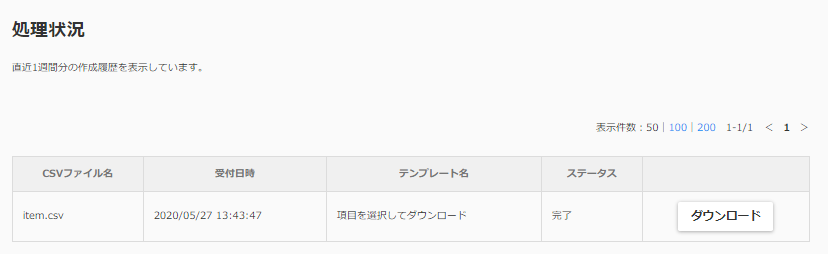 処理状況
直近1週間分の作成履歴を表示しています。
表示件数：50｜100｜200 1-1/1 ＜ 1 ＞
CSVファイル名 受付日時 テンプレート名 ステータス
item.csv 2020/05/27 13:43:47 項目を選択してダウンロード 完了 ダウンロード